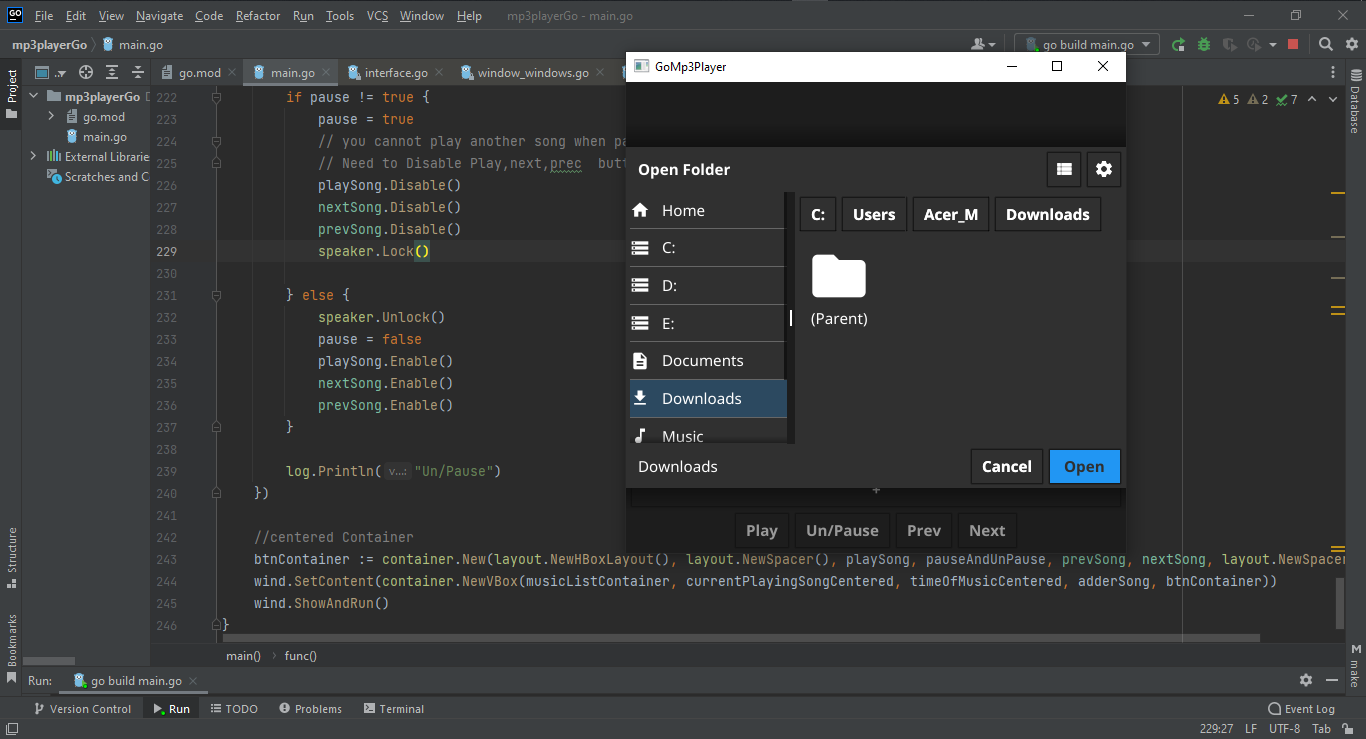 GO File Edit View Navigate Code Refactor Run Tools VCS Window Help mp3playerGo - main.go
mp3playerGo main.go go build main.go
Project
go.mod main.go interface.go window_windows.go
mp3playerGo
go.mod
main.go
External Librarie
Scratches and C
5 2 7
222 if pause != true {
223 pause = true
224 // you cannot play another song when pa
225 // Need to Disable Play,next,prec butt
226 playSong.Disable()
227 nextSong.Disable()
228 prevSong.Disable()
229 speaker.Lock()
230
231 } else {
232 speaker.Unlock()
233 pause = false
234 playSong.Enable()
235 nextSong.Enable()
236 prevSong.Enable()
237 }
238
239 log.Println( v...: "Un/Pause")
240 })
241
242 //centered Container
243 btnContainer := container.New(layout.NewHBoxLayout(), layout.NewSpacer(), playSong, pauseAndUnPause, prevSong, nextSong, layout.NewSpacer
244 wind.SetContent(container.NewVBox(musicListContainer, currentPlayingSongCentered, timeOfMusicCentered, adderSong, btnContainer))
245 wind.ShowAndRun()
246 }
GoMp3Player
Open Folder
Home
C:
D:
E:
Documents
Downloads
Music
C: Users Acer_M Downloads
(Parent)
Downloads
Cancel Open
+
Play Un/Pause Prev Next
Database
M make
Structure
Bookmarks
main() func()
Run: go build main.go
Version Control Run TODO Problems Terminal Event Log
229:27 LF UTF-8 Tab